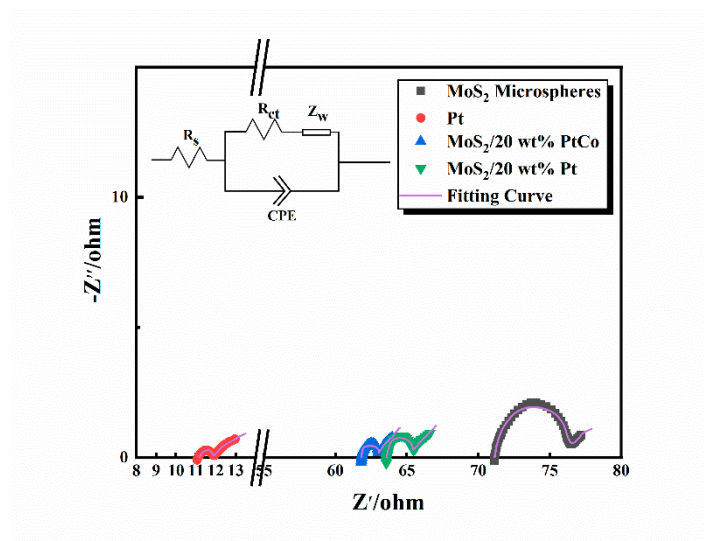 MoS₂ Microspheres
Pt
MoS₂/20 wt% PtCo
MoS₂/20 wt% Pt
Fitting Curve
Rct
Zw
Rs
CPE
-Z″/ohm
10
0
8 9 10 11 12 13 55 60 65 70 75 80
Z′/ohm